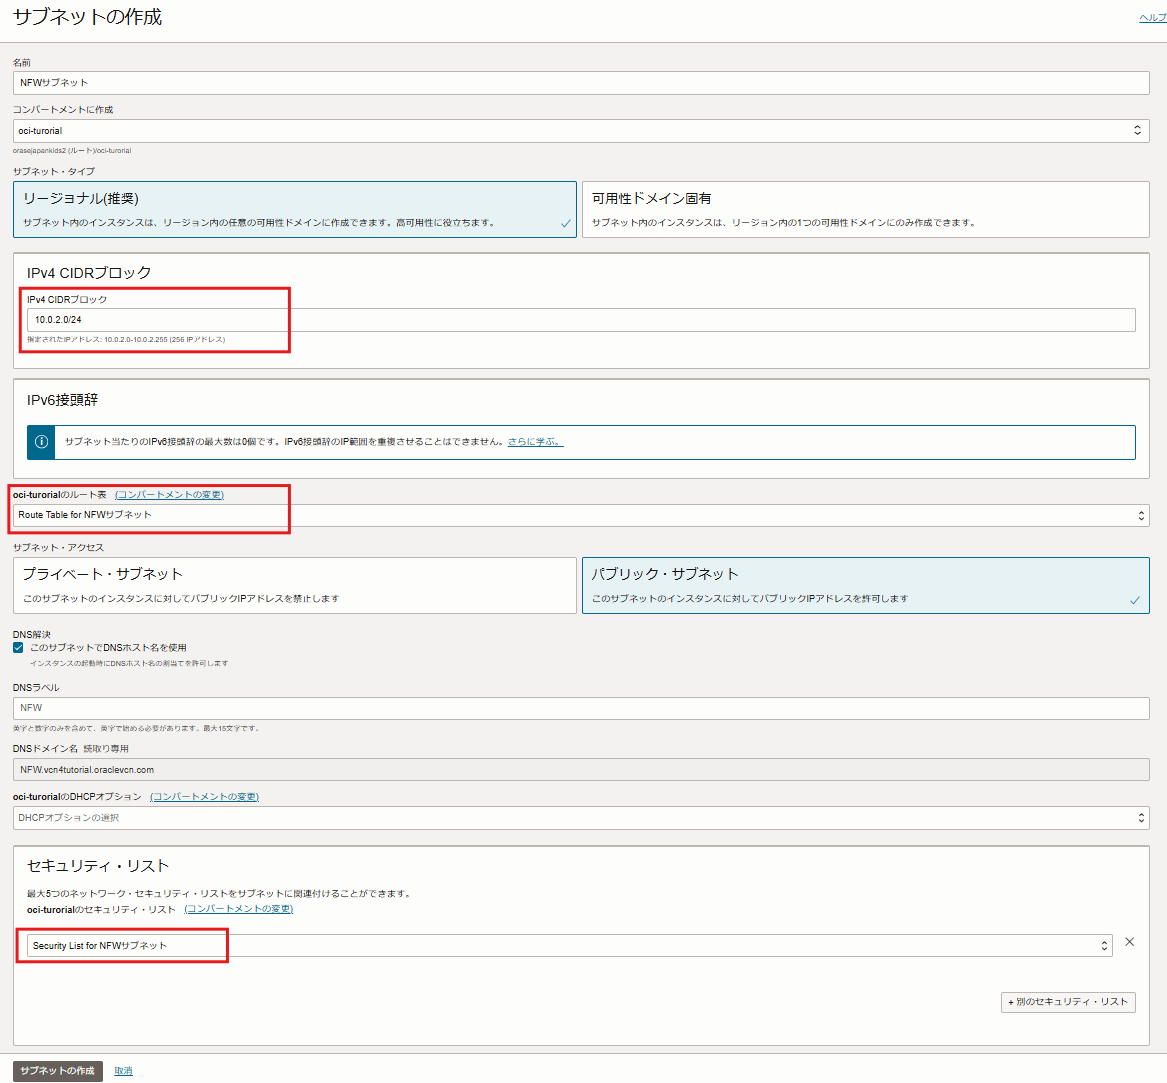 サブネットの作成
ヘルプ
名前
NFWサブネット
コンパートメントに作成
oci-turorial
orasejapankids2 (ルート)/oci-turorial
サブネット・タイプ
リージョナル(推奨)
サブネット内のインスタンスは、リージョン内の任意の可用性ドメインに作成できます。高可用性に役立ちます。
可用性ドメイン固有
サブネット内のインスタンスは、リージョン内の1つの可用性ドメインにのみ作成できます。
IPv4 CIDRブロック
IPv4 CIDRブロック
10.0.2.0/24
指定されたIPアドレス: 10.0.2.0-10.0.2.255 (256 IPアドレス)
IPv6接頭辞
サブネット当たりのIPv6接頭辞の最大数は0個です。IPv6接頭辞のIP範囲を重複させることはできません。さらに学ぶ。
oci-turorialのルート表 (コンパートメントの変更)
Route Table for NFWサブネット
サブネット・アクセス
プライベート・サブネット
このサブネットのインスタンスに対してパブリックIPアドレスを禁止します
パブリック・サブネット
このサブネットのインスタンスに対してパブリックIPアドレスを許可します
DNS解決
このサブネットでDNSホスト名を使用
インスタンスの起動時にDNSホスト名の割当てを許可します
DNSラベル
NFW
英字と数字のみを含めて、英字で始める必要があります。最大15文字です。
DNSドメイン名 読取り専用
NFW.vcn4tutorial.oraclevcn.com
oci-turorialのDHCPオプション (コンパートメントの変更)
DHCPオプションの選択
セキュリティ・リスト
最大5つのネットワーク・セキュリティ・リストをサブネットに関連付けることができます。
oci-turorialのセキュリティ・リスト (コンパートメントの変更)
Security List for NFWサブネット
+ 別のセキュリティ・リスト
サブネットの作成 取消